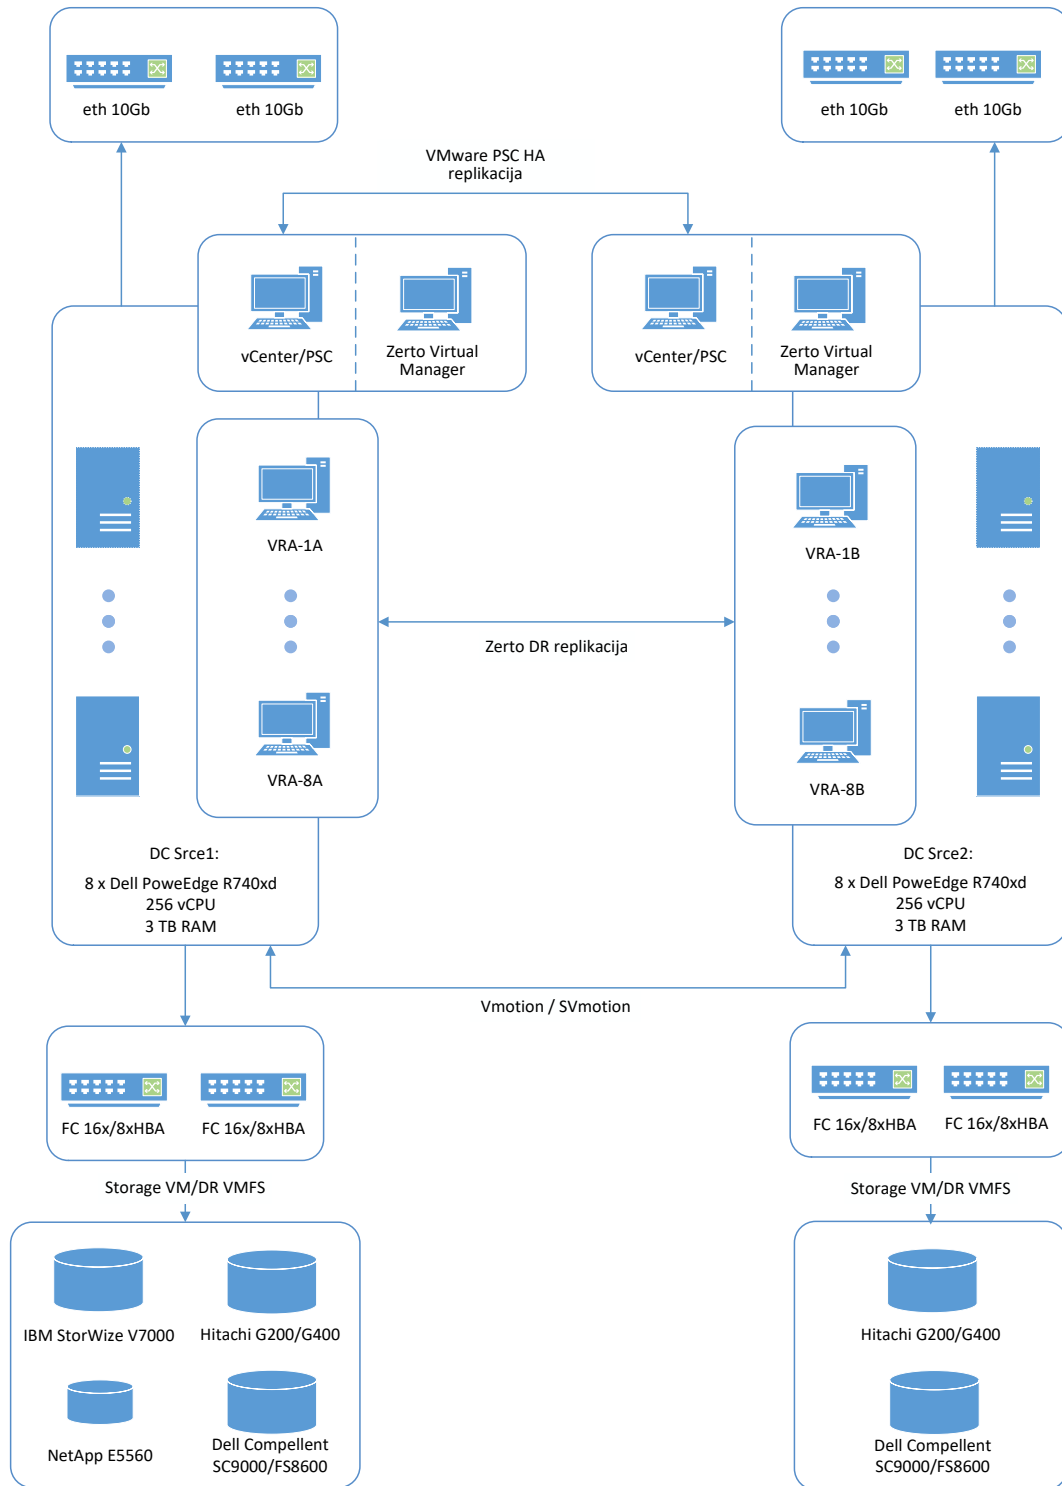 eth 10Gb
eth 10Gb
eth 10Gb
eth 10Gb
VMware PSC HA
replikacija
vCenter/PSC
Zerto Virtual
Manager
vCenter/PSC
Zerto Virtual
Manager
VRA-1A
VRA-1B
Zerto DR replikacija
VRA-8A
VRA-8B
DC Srce1:
8 x Dell PoweEdge R740xd
256 vCPU
3 TB RAM
DC Srce2:
8 x Dell PoweEdge R740xd
256 vCPU
3 TB RAM
Vmotion / SVmotion
FC 16x/8xHBA
FC 16x/8xHBA
FC 16x/8xHBA
FC 16x/8xHBA
Storage VM/DR VMFS
Storage VM/DR VMFS
IBM StorWize V7000
Hitachi G200/G400
Hitachi G200/G400
NetApp E5560
Dell Compellent
SC9000/FS8600
Dell Compellent
SC9000/FS8600